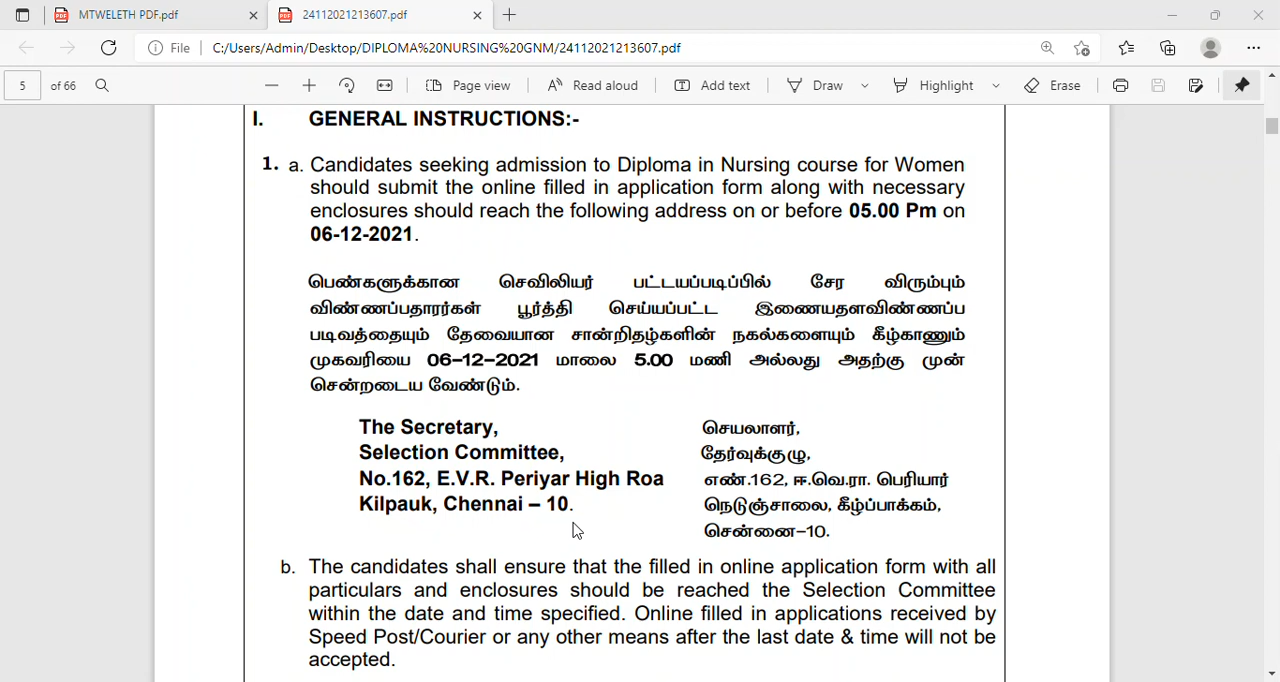 MTWELETH PDF.pdf
24112021213607.pdf
File
C:/Users/Admin/Desktop/DIPLOMA%20NURSING%20GNM/24112021213607.pdf
5 of 66
Page view
Read aloud
Add text
Draw
Highlight
Erase
I. GENERAL INSTRUCTIONS:-
1. a. Candidates seeking admission to Diploma in Nursing course for Women
should submit the online filled in application form along with necessary
enclosures should reach the following address on or before 05.00 Pm on
06-12-2021.
பெண்களுக்கான செவிலியர் பட்டயப்படிப்பில் சேர விரும்பும்
விண்ணப்பதாரர்கள் பூர்த்தி செய்யப்பட்ட இணையதளவிண்ணப்ப
படிவத்தையும் தேவையான சான்றிதழ்களின் நகல்களையும் கீழ்காணும்
முகவரியை 06–12–2021 மாலை 5.00 மணி அல்லது அதற்கு முன்
சென்றடைய வேண்டும்.
The Secretary,
Selection Committee,
No.162, E.V.R. Periyar High Roa
Kilpauk, Chennai – 10.
செயலாளர்,
தேர்வுக்குழு,
எண்.162, ஈ.வெ.ரா. பெரியார்
நெடுஞ்சாலை, கீழ்ப்பாக்கம்,
சென்னை–10.
b. The candidates shall ensure that the filled in online application form with all
particulars and enclosures should be reached the Selection Committee
within the date and time specified. Online filled in applications received by
Speed Post/Courier or any other means after the last date & time will not be
accepted.